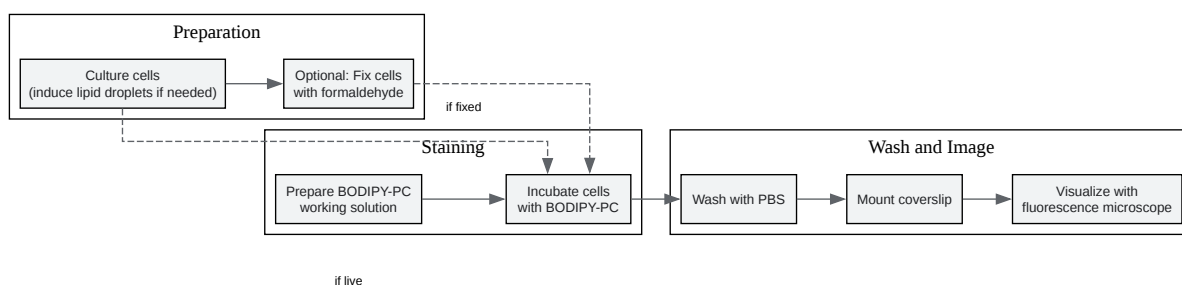 Preparation
Culture cells
(induce lipid droplets if needed)
Optional: Fix cells
with formaldehyde
if fixed
Staining
Prepare BODIPY-PC
working solution
Incubate cells
with BODIPY-PC
Wash and Image
Wash with PBS
Mount coverslip
Visualize with
fluorescence microscope
if live